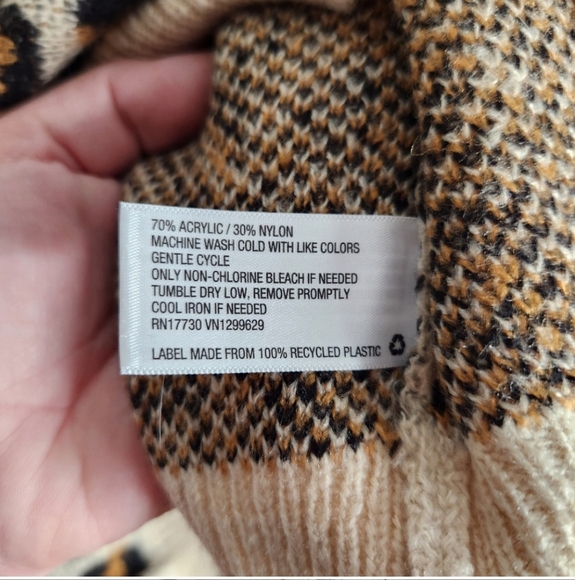 70% ACRYLIC / 30% NYLON
MACHINE WASH COLD WITH LIKE COLORS
GENTLE CYCLE
ONLY NON-CHLORINE BLEACH IF NEEDED
TUMBLE DRY LOW, REMOVE PROMPTLY
COOL IRON IF NEEDED
RN17730 VN1299629
LABEL MADE FROM 100% RECYCLED PLASTIC